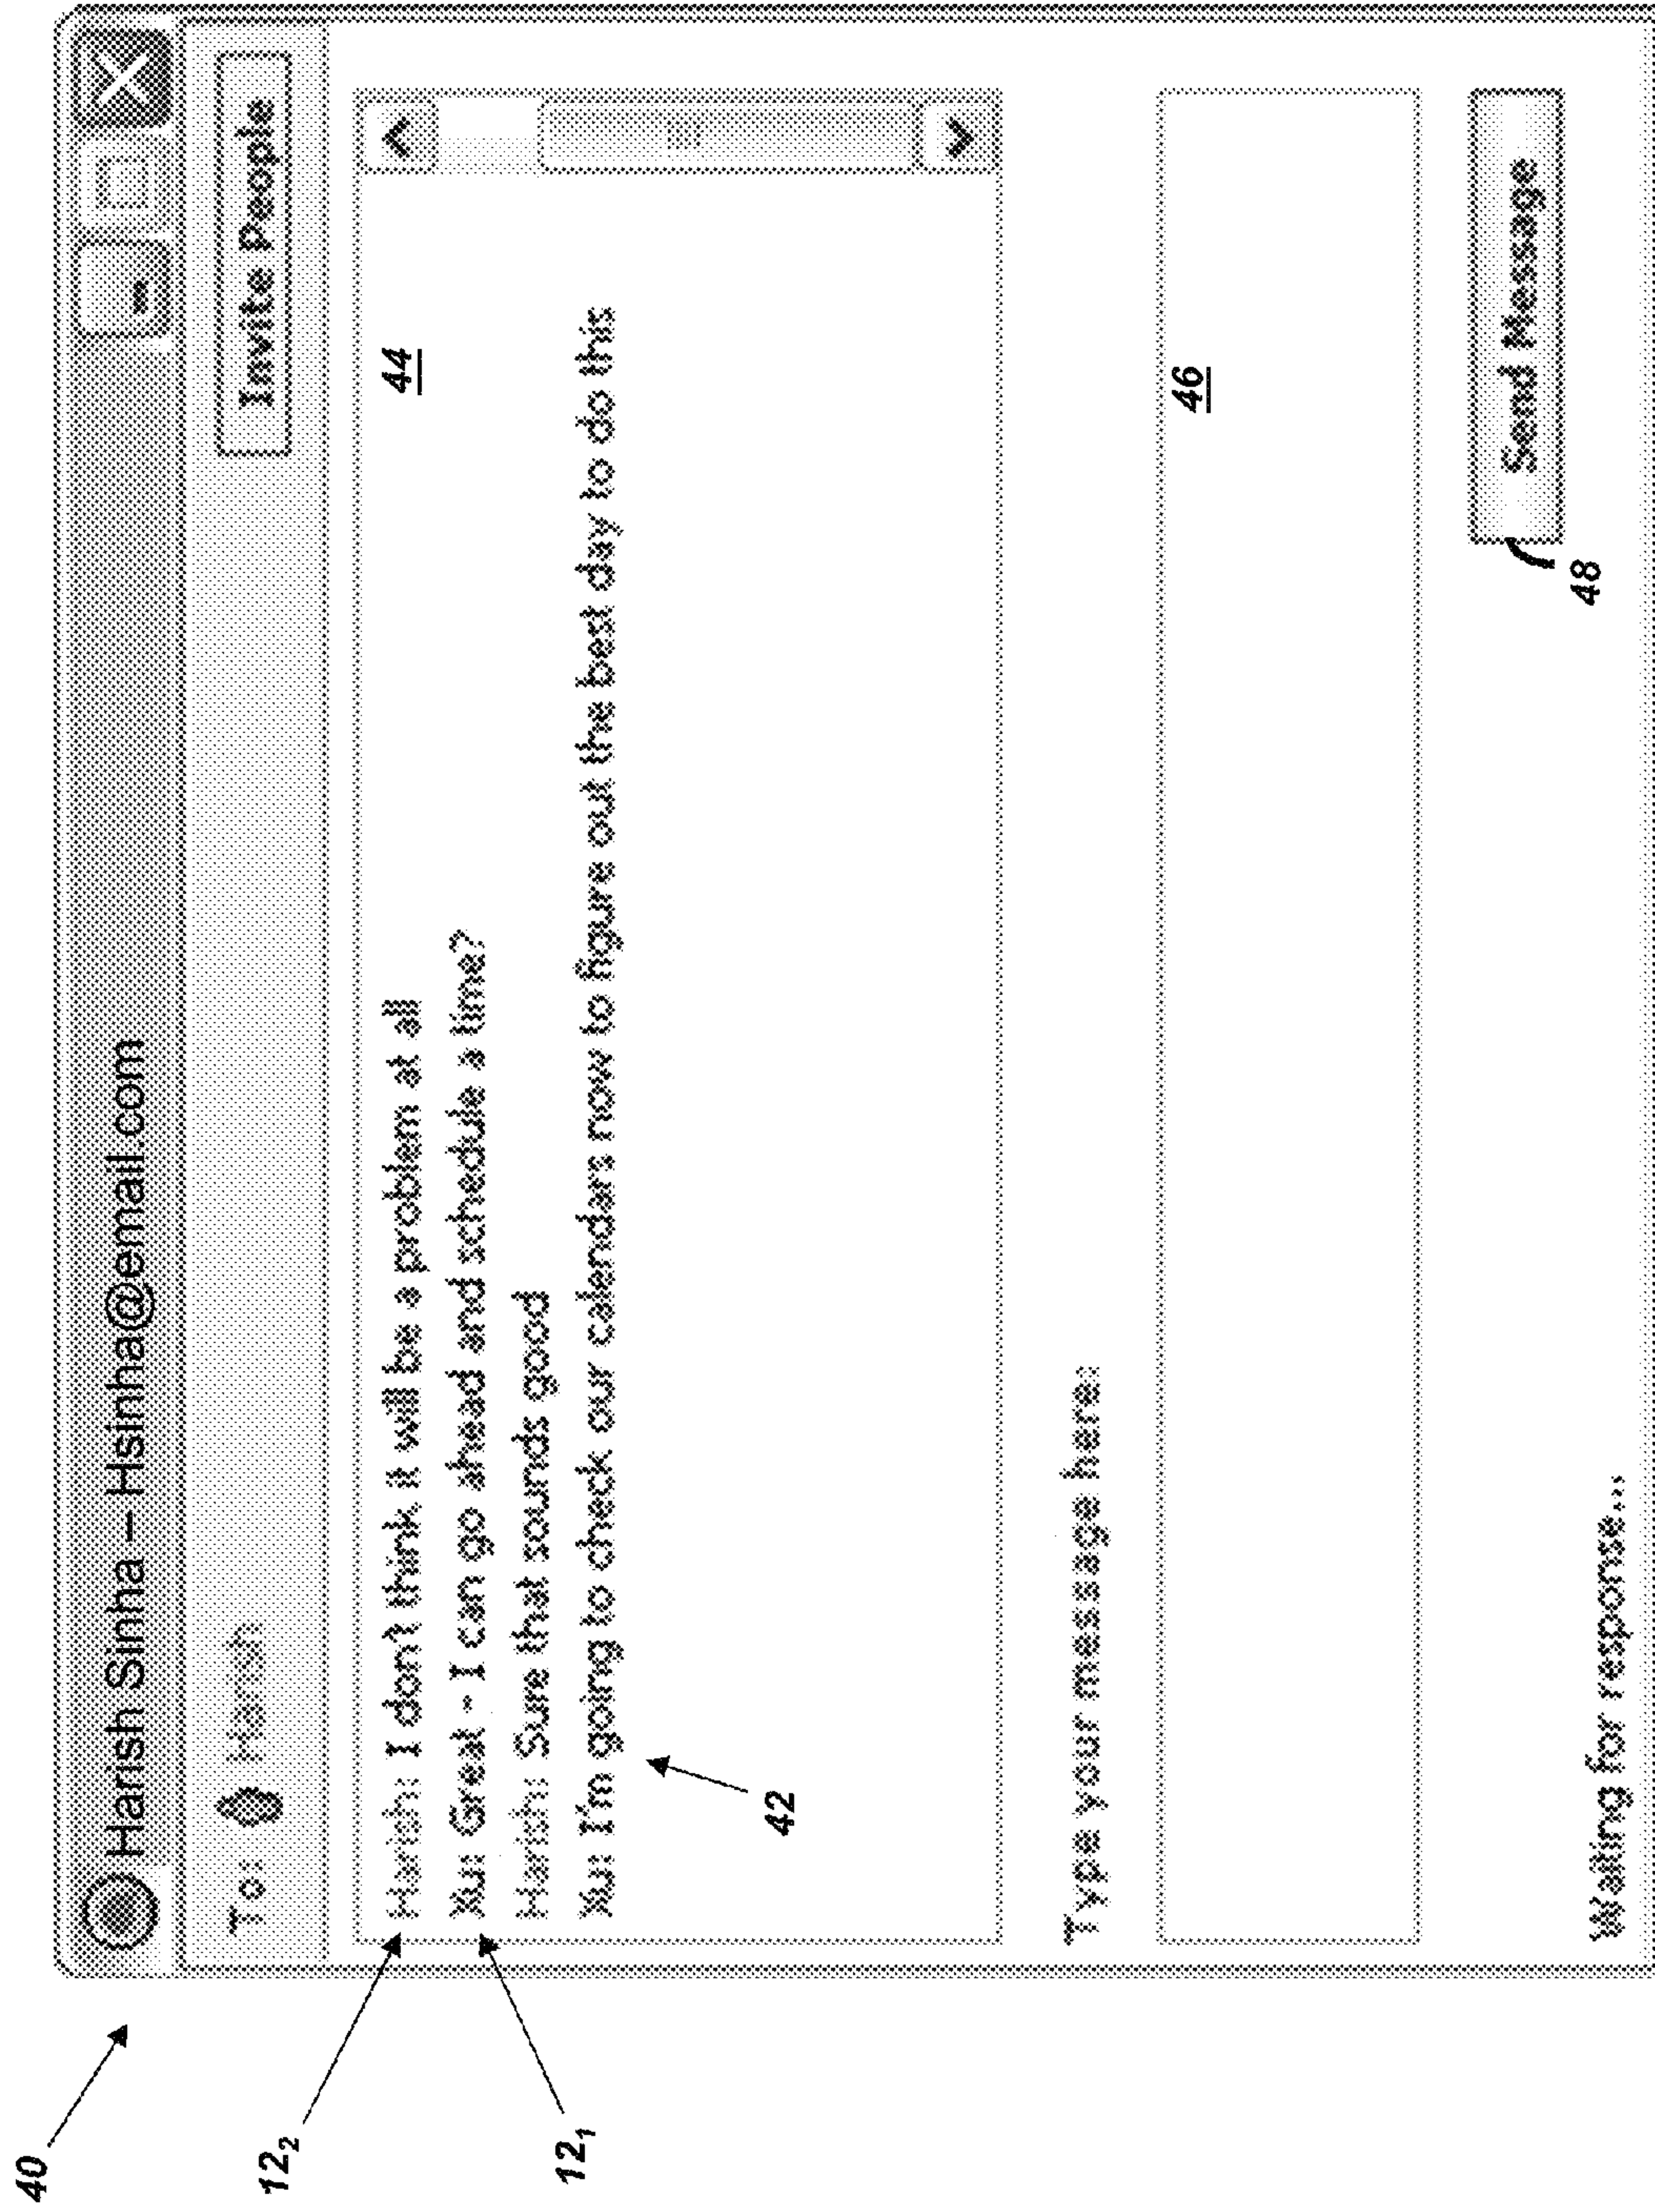 40
Harish Sinha – Hsinha@email.com
To: Harish
Invite People
12₂
Harish: I don't think it will be a problem at all
44
12₁
Xu: Great - I can go ahead and schedule a time?
Harish: Sure that sounds good
Xu: I'm going to check our calendars now to figure out the best day to do this
42
Type your message here:
46
48
Send Message
Waiting for response...